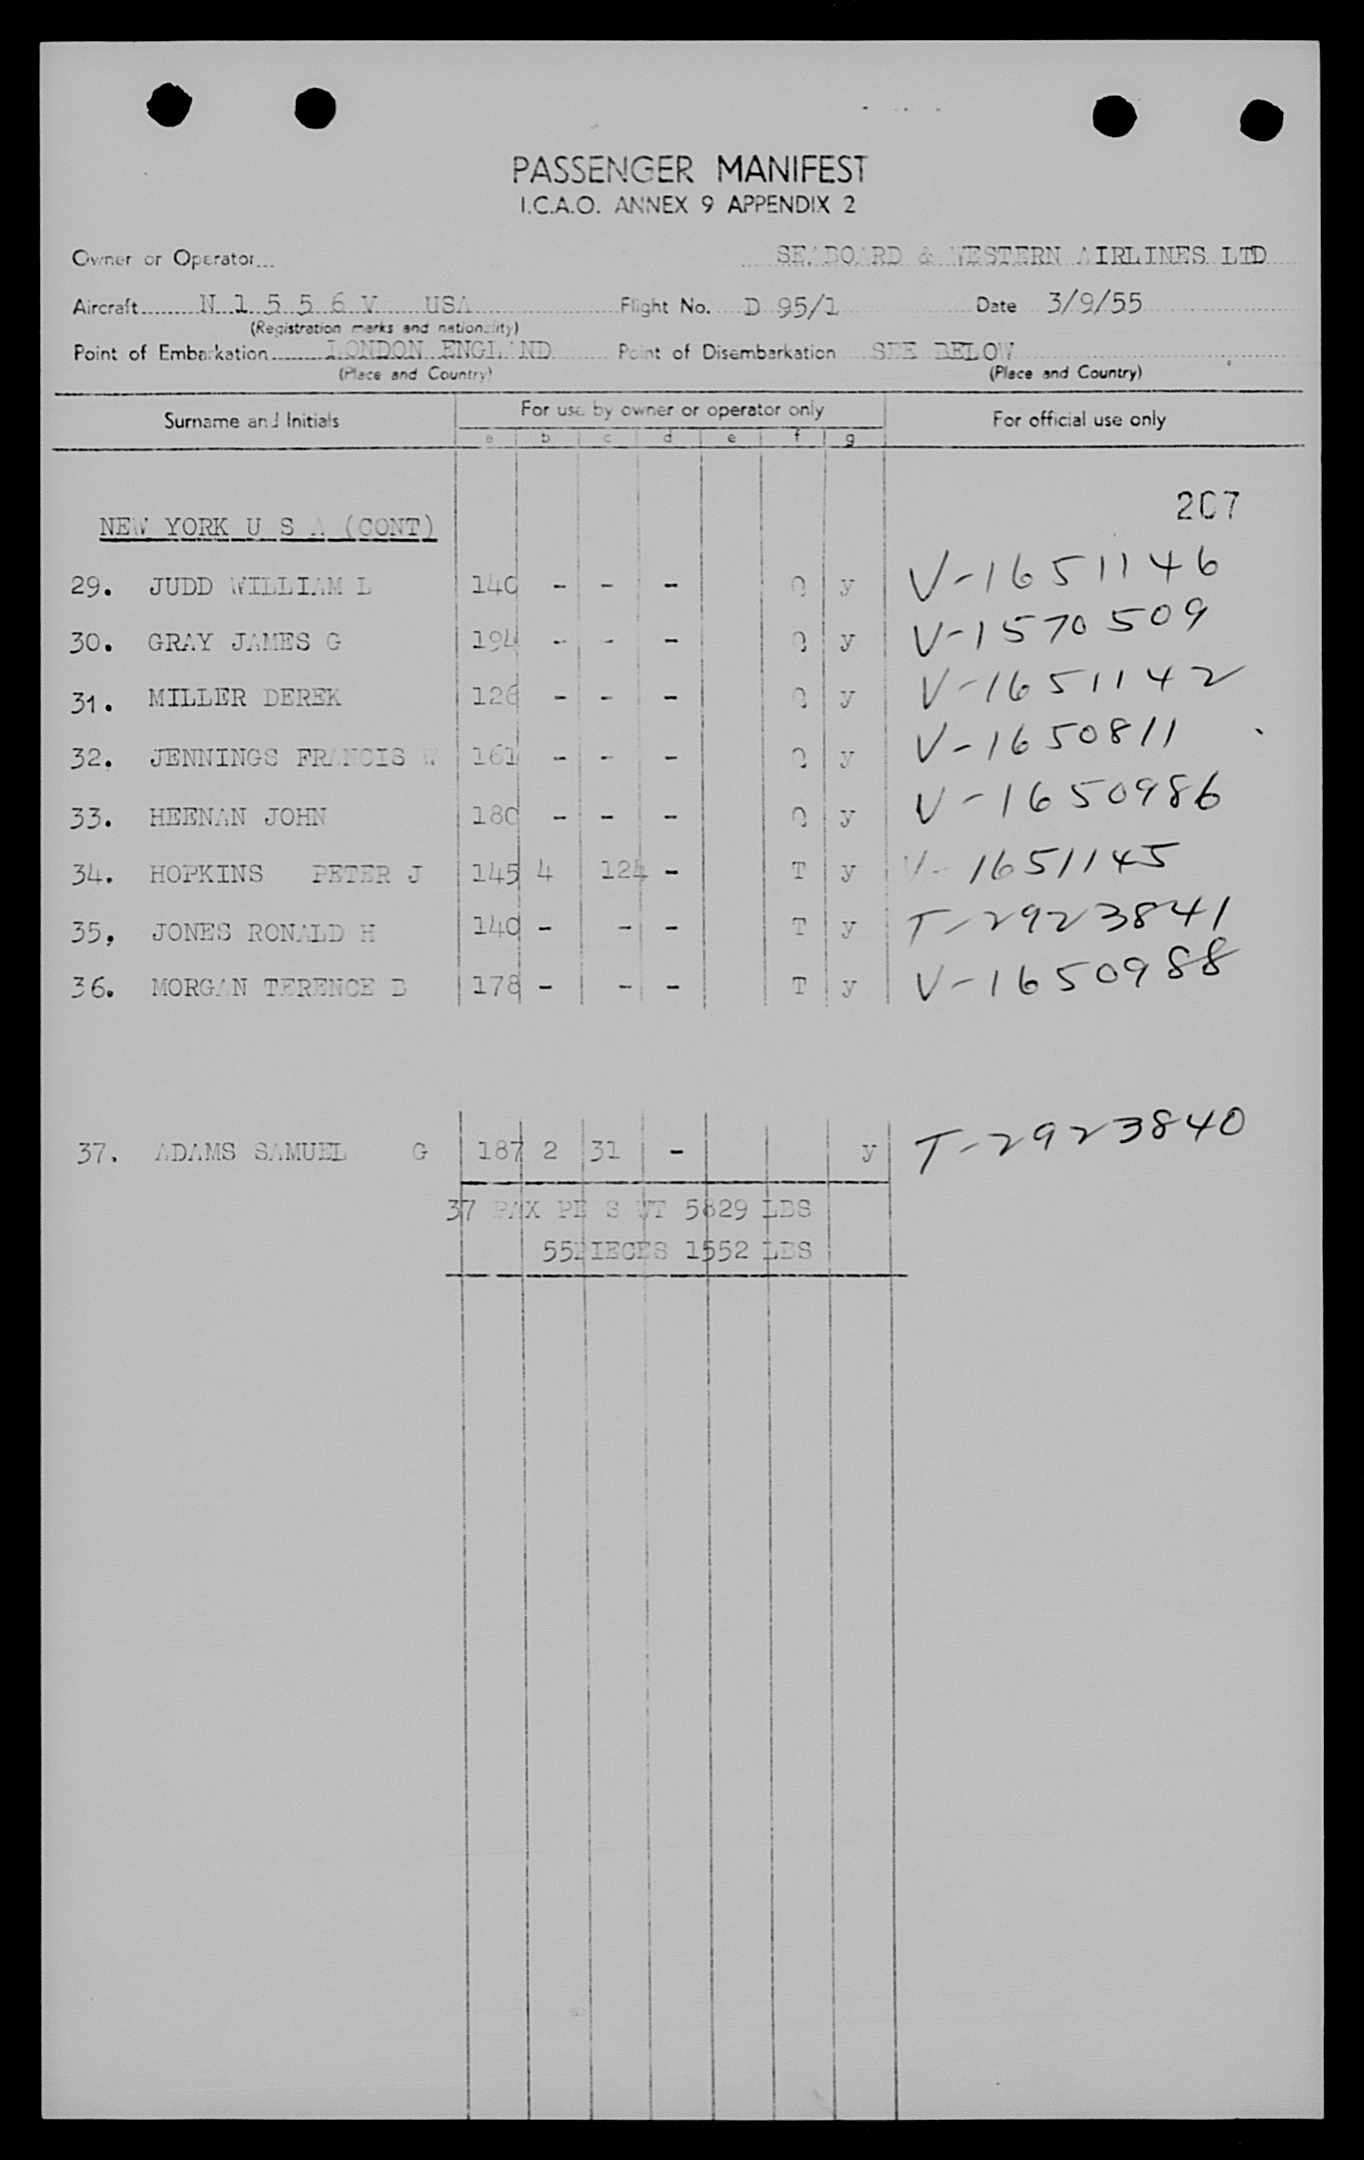 PASSENGER MANIFEST
I.C.A.O. ANNEX 9 APPENDIX 2
Owner or Operator SEABOARD & WESTERN AIRLINES LTD
Aircraft N 1 5 5 6 V USA Flight No. D 95/1 Date 3/9/55
(Registration marks and nationality)
Point of Embarkation LONDON ENGLAND Point of Disembarkation SEE BELOW
(Place and Country) (Place and Country)
Surname and Initials For use by owner or operator only For official use only
a b c d e f g
207
NEW YORK U S A (CONT)
29. JUDD WILLIAM L 140 - - - Q y V-1651146
30. GRAY JAMES G 194 - - - Q y V-1570509
31. MILLER DEREK 126 - - - Q y V-1651142
32. JENNINGS FRANCIS W 161 - - - Q y V-1650811
33. HEENAN JOHN 180 - - - Q y V-1650986
34. HOPKINS PETER J 145 4 124 - T y V-1651145
35. JONES RONALD H 140 - - - T y T-2923841
36. MORGAN TERENCE D 178 - - - T y V-1650988
37. ADAMS SAMUEL G 187 2 31 - y T-2923840
37 PAX PE S WT 5829 LBS
55PIECES 1552 LBS